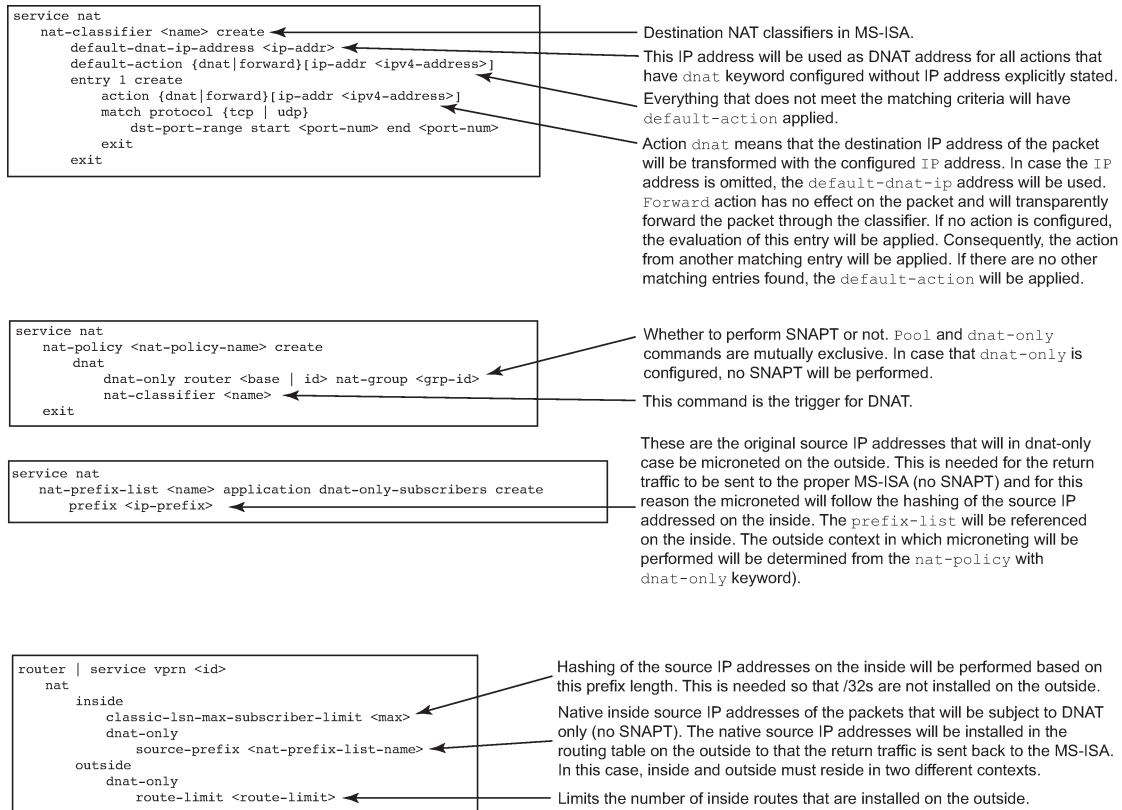 service nat
nat-classifier <name> create
default-dnat-ip-address <ip-addr>
default-action {dnat|forward}[ip-addr <ipv4-address>]
entry 1 create
action {dnat|forward}[ip-addr <ipv4-address>]
match protocol {tcp | udp}
dst-port-range start <port-num> end <port-num>
exit
exit
Destination NAT classifiers in MS-ISA.
This IP address will be used as DNAT address for all actions that
have dnat keyword configured without IP address explicitly stated.
Everything that does not meet the matching criteria will have
default-action applied.
Action dnat means that the destination IP address of the packet
will be transformed with the configured IP address. In case the IP
address is omitted, the default-dnat-ip address will be used.
Forward action has no effect on the packet and will transparently
forward the packet through the classifier. If no action is configured,
the evaluation of this entry will be applied. Consequently, the action
from another matching entry will be applied. If there are no other
matching entries found, the default-action will be applied.
service nat
nat-policy <nat-policy-name> create
dnat
dnat-only router <base | id> nat-group <grp-id>
nat-classifier <name>
exit
Whether to perform SNAPT or not. Pool and dnat-only
commands are mutually exclusive. In case that dnat-only is
configured, no SNAPT will be performed.
This command is the trigger for DNAT.
service nat
nat-prefix-list <name> application dnat-only-subscribers create
prefix <ip-prefix>
These are the original source IP addresses that will in dnat-only
case be microneted on the outside. This is needed for the return
traffic to be sent to the proper MS-ISA (no SNAPT) and for this
reason the microneted will follow the hashing of the source IP
addressed on the inside. The prefix-list will be referenced
on the inside. The outside context in which microneting will be
performed will be determined from the nat-policy with
dnat-only keyword).
router | service vprn <id>
nat
inside
classic-lsn-max-subscriber-limit <max>
dnat-only
source-prefix <nat-prefix-list-name>
outside
dnat-only
route-limit <route-limit>
Hashing of the source IP addresses on the inside will be performed based on
this prefix length. This is needed so that /32s are not installed on the outside.
Native inside source IP addresses of the packets that will be subject to DNAT
only (no SNAPT). The native source IP addresses will be installed in the
routing table on the outside to that the return traffic is sent back to the MS-ISA.
In this case, inside and outside must reside in two different contexts.
Limits the number of inside routes that are installed on the outside.